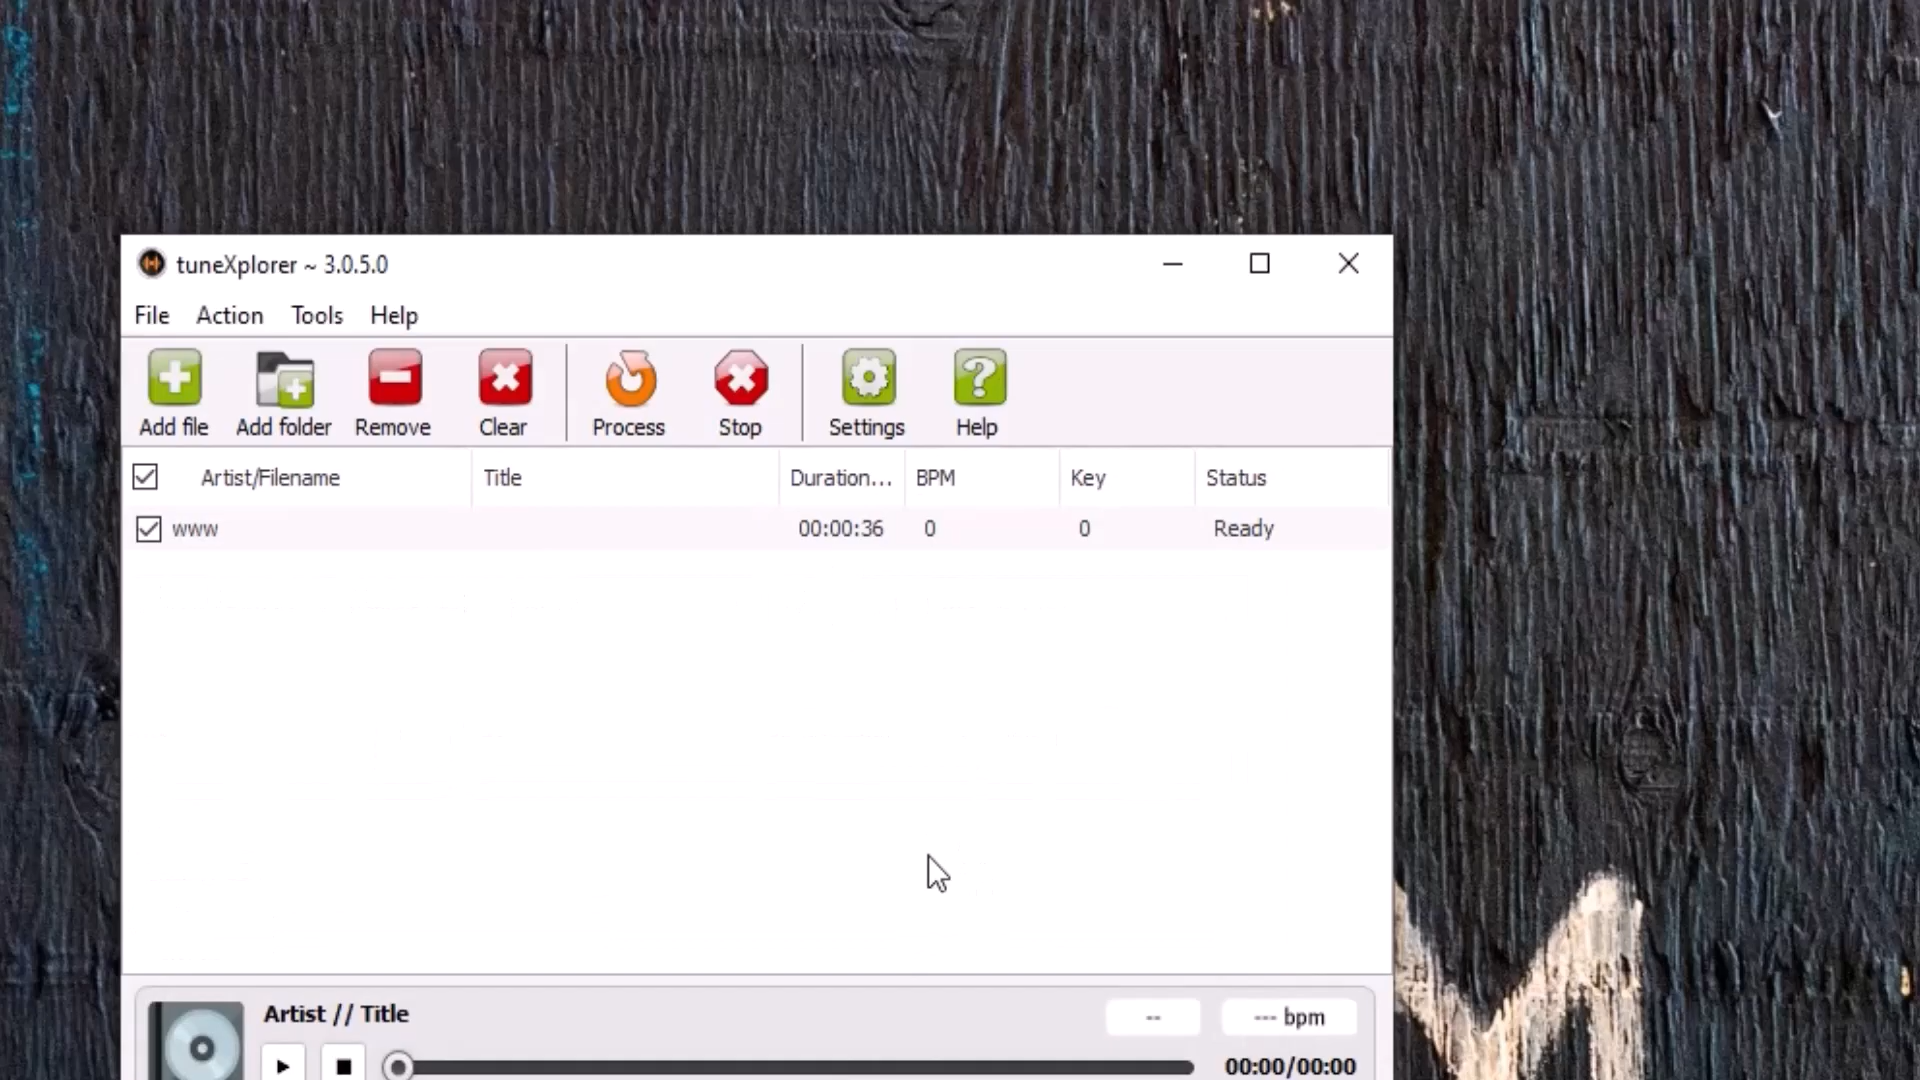 tuneXplorer ~ 3.0.5.0
File Action Tools Help
Add file Add folder Remove Clear Process Stop Settings Help
Artist/Filename Title Duration... BPM Key Status
www 00:00:36 0 0 Ready
Artist // Title -- --- bpm
00:00/00:00